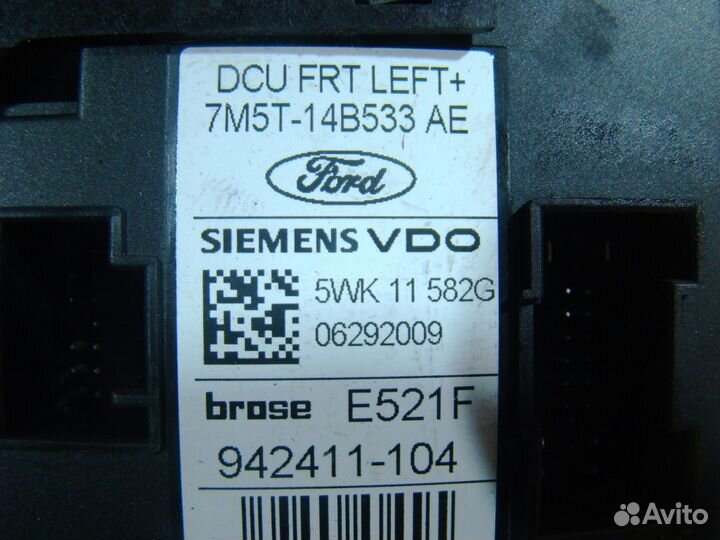 DCU FRT LEFT+
7M5T-14B533 AE
Ford
SIEMENS VDO
5WK 11 582G
06292009
brose E521F
942411-104
Avito